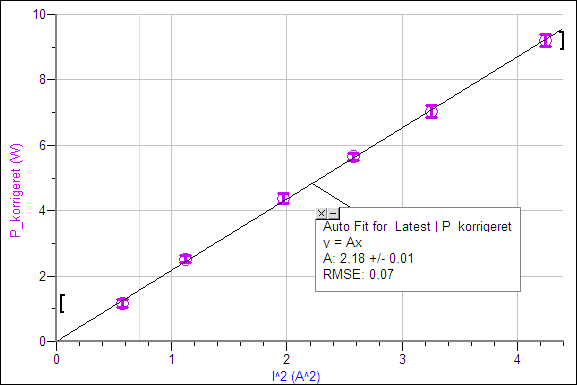 10
8
6
4
2
0
P_korrigeret (W)
Auto Fit for Latest | P_korrigeret
y = Ax
A: 2,18 +/- 0,01
RMSE: 0,07
0 1 2 3 4
I^2 (A^2)